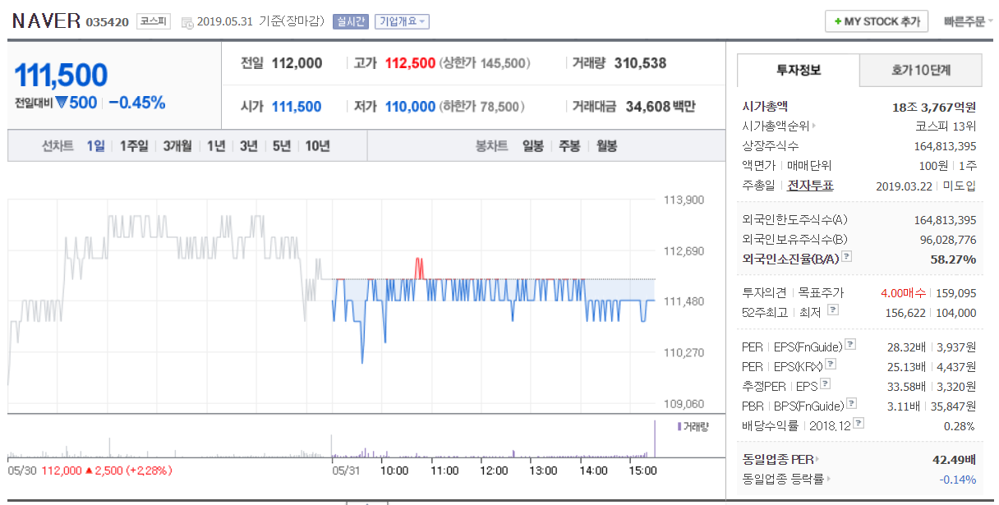 NAVER 035420 코스피 2019.05.31 기준(장마감) 실시간 기업개요 + MY STOCK 추가 빠른주문
111,500
전일대비 ▼500 -0.45%
전일 112,000 고가 112,500 (상한가 145,500) 거래량 310,538
시가 111,500 저가 110,000 (하한가 78,500) 거래대금 34,608 백만
선차트 1일 1주일 3개월 1년 3년 5년 10년 봉차트 일봉 주봉 월봉
113,900
112,690
111,480
110,270
109,060
거래량
05/30 112,000 ▲ 2,500 (+2,28%) 05/31 10:00 11:00 12:00 13:00 14:00 15:00
투자정보 호가 10단계
시가총액 18조 3,767억원
시가총액순위 코스피 13위
상장주식수 164,813,395
액면가 매매단위 100원 1주
주총일 전자투표 2019.03.22 미도입
외국인한도주식수(A) 164,813,395
외국인보유주식수(B) 96,028,776
외국인소진율(B/A) ? 58.27%
투자의견 목표주가 4.00매수 159,095
52주최고 최저 ? 156,622 104,000
PER EPS(FnGuide) ? 28.32배 3,937원
PER EPS(KRX) ? 25.13배 4,437원
추정PER EPS ? 33.58배 3,320원
PBR BPS(FnGuide) ? 3.11배 35,847원
배당수익률 2018.12 ? 0.28%
동일업종 PER 42.49배
동일업종 등락률 -0.14%